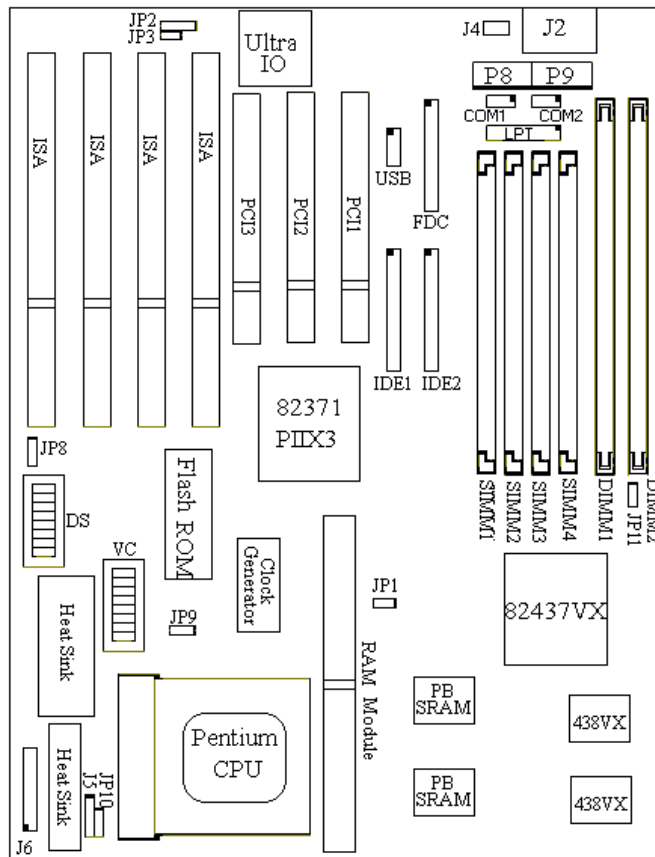 JP2
JP3
Ultra
IO
J4
J2
P8
P9
COM1
COM2
LPT
ISA
ISA
ISA
ISA
PCI3
PCI2
PCI1
USB
FDC
IDE1
IDE2
82371
PIIX3
JP8
Flash ROM
SIMM1
SIMM2
SIMM3
SIMM4
DIMM1
DIMM2
JP11
DS
VC
Clock
Generator
JP1
82437VX
Heat Sink
JP9
RAM Module
PB
SRAM
438VX
Pentium
CPU
Heat Sink
JP10
J5
PB
SRAM
438VX
J6